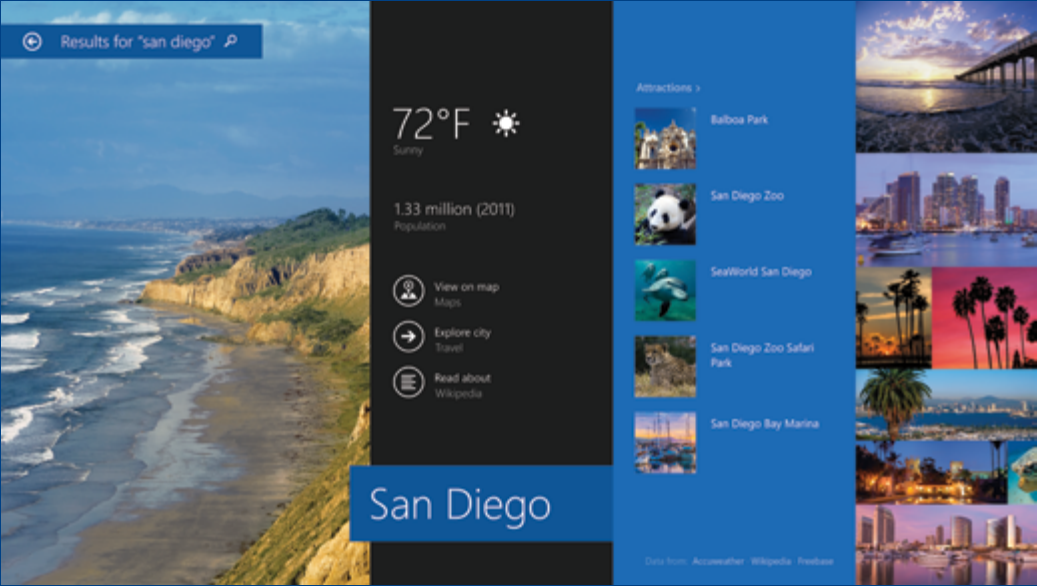 Results for "san diego"
72°F
Sunny
1.33 million (2011)
Population
View on map
Maps
Explore city
Travel
Read about
Wikipedia
San Diego
Attractions
Balboa Park
San Diego Zoo
SeaWorld San Diego
San Diego Zoo Safari
Park
San Diego Bay Marina
Data from: Accuweather Wikipedia Freebase